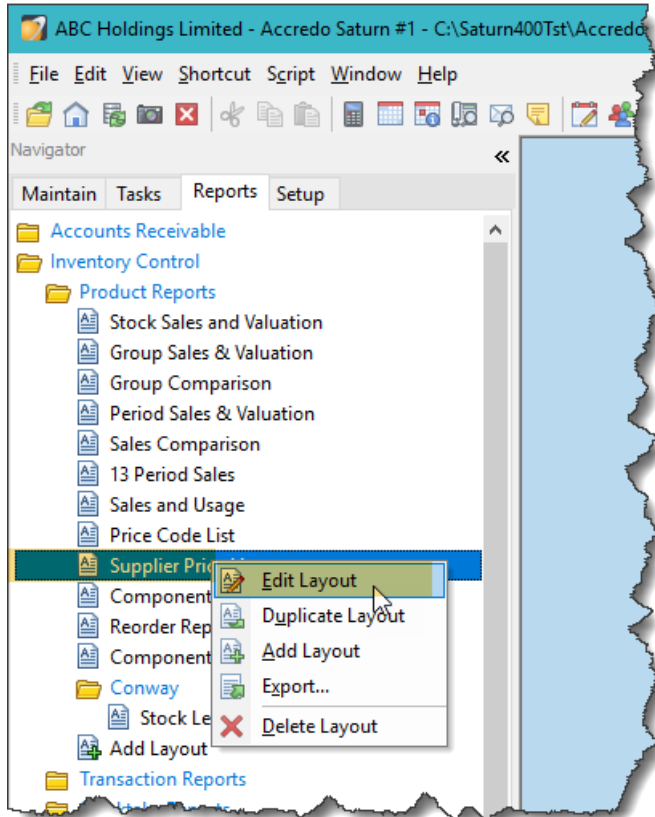 ABC Holdings Limited - Accredo Saturn #1 - C:\Saturn400Tst\Accredo
File Edit View Shortcut Script Window Help
Navigator
Maintain Tasks Reports Setup
Accounts Receivable
Inventory Control
Product Reports
Stock Sales and Valuation
Group Sales & Valuation
Group Comparison
Period Sales & Valuation
Sales Comparison
13 Period Sales
Sales and Usage
Price Code List
Supplier
Edit Layout
Component
Duplicate Layout
Reorder
Add Layout
Component
Export...
Conway
Stock
Delete Layout
Add Layout
Transaction Reports